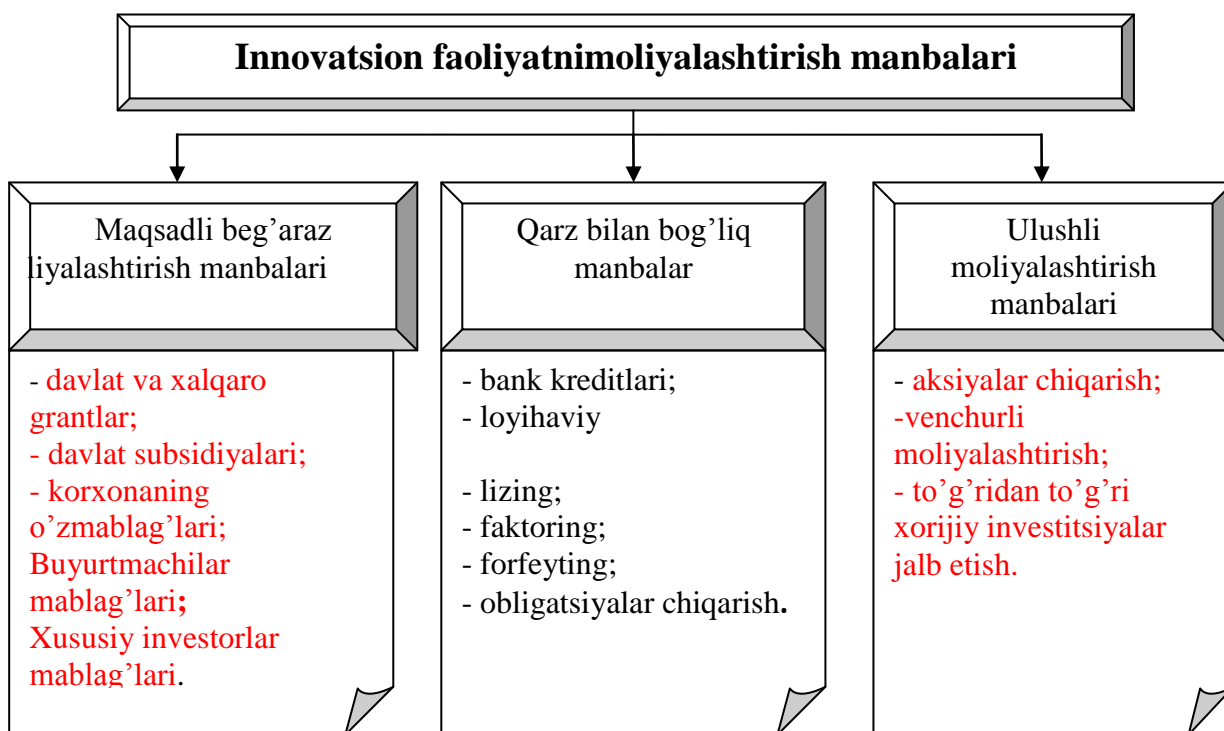 Innovatsion faoliyatnimoliyalashtirish manbalari
Maqsadli beg’araz
liyalashtirish manbalari
- davlat va xalqaro
grantlar;
- davlat subsidiyalari;
- korxonaning
o’zmablag’lari;
Buyurtmachilar
mablag’lari;
Xususiy investorlar
mablag’lari.
Qarz bilan bog’liq
manbalar
- bank kreditlari;
- loyihaviy
- lizing;
- faktoring;
- forfeyting;
- obligatsiyalar chiqarish.
Ulushli
moliyalashtirish
manbalari
- aksiyalar chiqarish;
-venchurli
moliyalashtirish;
- to’g’ridan to’g’ri
xorijiy investitsiyalar
jalb etish.